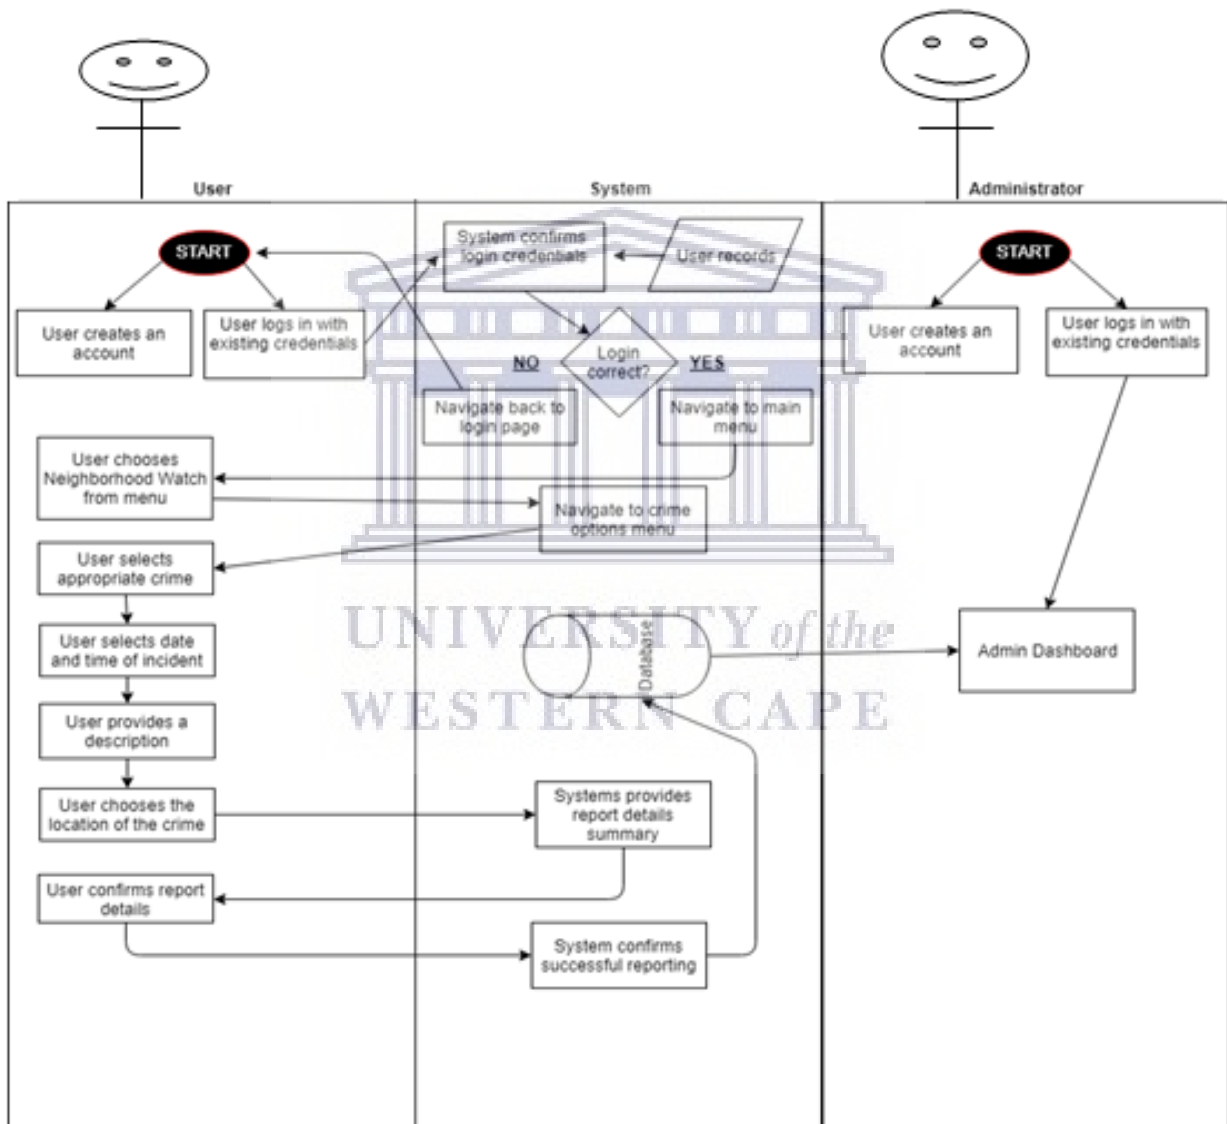 User
System
Administrator
START
User creates an
account
User logs in with
existing credentials
System confirms
login credentials
User records
Login
correct?
NO
YES
Navigate back to
login page
Navigate to main
menu
START
User creates an
account
User logs in with
existing credentials
User chooses
Neighborhood Watch
from menu
Navigate to crime
options menu
User selects
appropriate crime
User selects date
and time of incident
User provides a
description
User chooses the
location of the crime
UNIVERSITY of the
WESTERN CAPE
Database
Admin Dashboard
Systems provides
report details
summary
User confirms report
details
System confirms
successful reporting